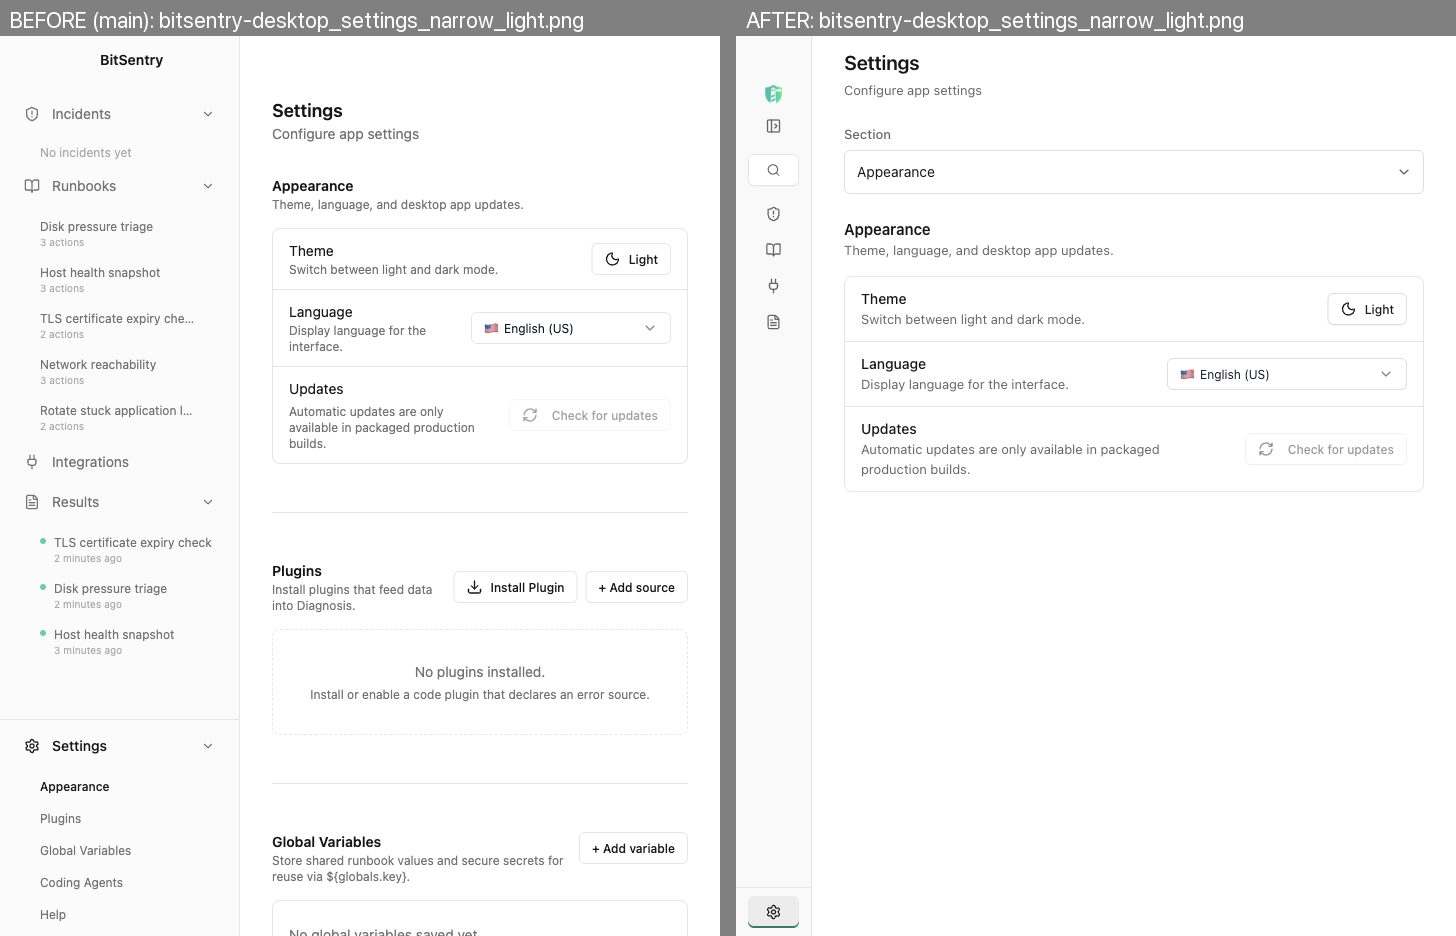 BEFORE (main): bitsentry-desktop_settings_narrow_light.png
BitSentry
Incidents
No incidents yet
Runbooks
Disk pressure triage
3 actions
Host health snapshot
3 actions
TLS certificate expiry che...
2 actions
Network reachability
3 actions
Rotate stuck application l...
2 actions
Integrations
Results
TLS certificate expiry check
2 minutes ago
Disk pressure triage
2 minutes ago
Host health snapshot
3 minutes ago
Settings
Appearance
Plugins
Global Variables
Coding Agents
Help
Settings
Configure app settings
Appearance
Theme, language, and desktop app updates.
Theme
Switch between light and dark mode.
Light
Language
Display language for the
interface.
English (US)
Updates
Automatic updates are only
available in packaged production
builds.
Check for updates
Plugins
Install plugins that feed data
into Diagnosis.
Install Plugin
+ Add source
No plugins installed.
Install or enable a code plugin that declares an error source.
Global Variables
Store shared runbook values and secure secrets for
reuse via ${globals.key}.
+ Add variable
No global variables saved yet
AFTER: bitsentry-desktop_settings_narrow_light.png
Settings
Configure app settings
Section
Appearance
Appearance
Theme, language, and desktop app updates.
Theme
Switch between light and dark mode.
Light
Language
Display language for the interface.
English (US)
Updates
Automatic updates are only available in packaged
production builds.
Check for updates